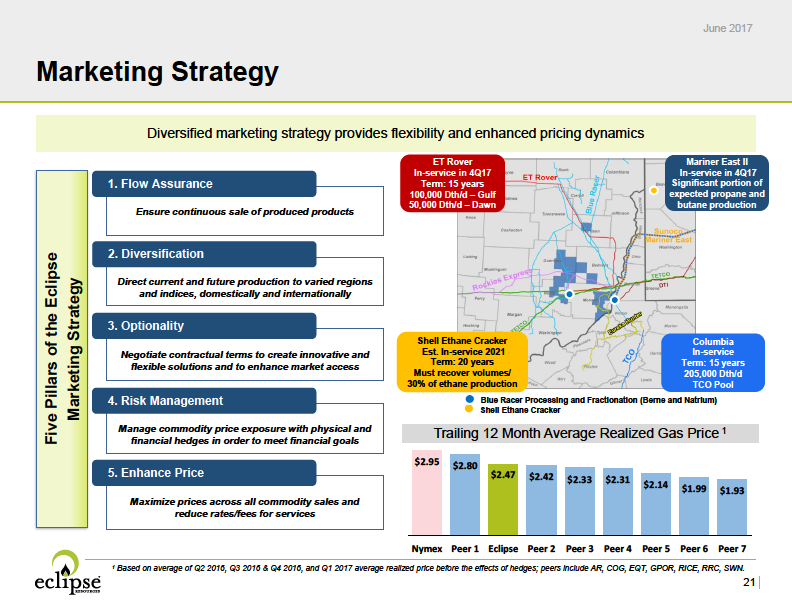 June 2017
Marketing Strategy
Diversified marketing strategy provides flexibility and enhanced pricing dynamics
Five Pillars of the Eclipse
Marketing Strategy
1. Flow Assurance
Ensure continuous sale of produced products
2. Diversification
Direct current and future production to varied regions
and indices, domestically and internationally
3. Optionality
Negotiate contractual terms to create innovative and
flexible solutions and to enhance market access
4. Risk Management
Manage commodity price exposure with physical and
financial hedges in order to meet financial goals
5. Enhance Price
Maximize prices across all commodity sales and
reduce rates/fees for services
ET Rover
In-service in 4Q17
Term: 15 years
100,000 Dth/d – Gulf
50,000 Dth/d – Dawn
Mariner East II
In-service in 4Q17
Significant portion of
expected propane and
butane production
ET Rover
Blue Racer
Sunoco
Mariner East
Rockies Express
TETCO
DTI
TETCO
TCO
Columbiana
Carroll
Jefferson
Tuscarawas
Coshocton
Washington
Muskingum
Perry
Morgan
Hocking
Washington
Shell Ethane Cracker
Est. In-service 2021
Term: 20 years
Must recover volumes/
30% of ethane production
Columbia
In-service
Term: 15 years
205,000 Dth/d
TCO Pool
Blue Racer Processing and Fractionation (Berne and Natrium)
Shell Ethane Cracker
Trailing 12 Month Average Realized Gas Price 1
$2.95
$2.80
$2.47
$2.42
$2.33
$2.31
$2.14
$1.99
$1.93
Nymex Peer 1 Eclipse Peer 2 Peer 3 Peer 4 Peer 5 Peer 6 Peer 7
1 Based on average of Q2 2016, Q3 2016 & Q4 2016, and Q1 2017 average realized price before the effects of hedges; peers include AR, COG, EQT, GPOR, RICE, RRC, SWN.
eclipse
RESOURCES
21